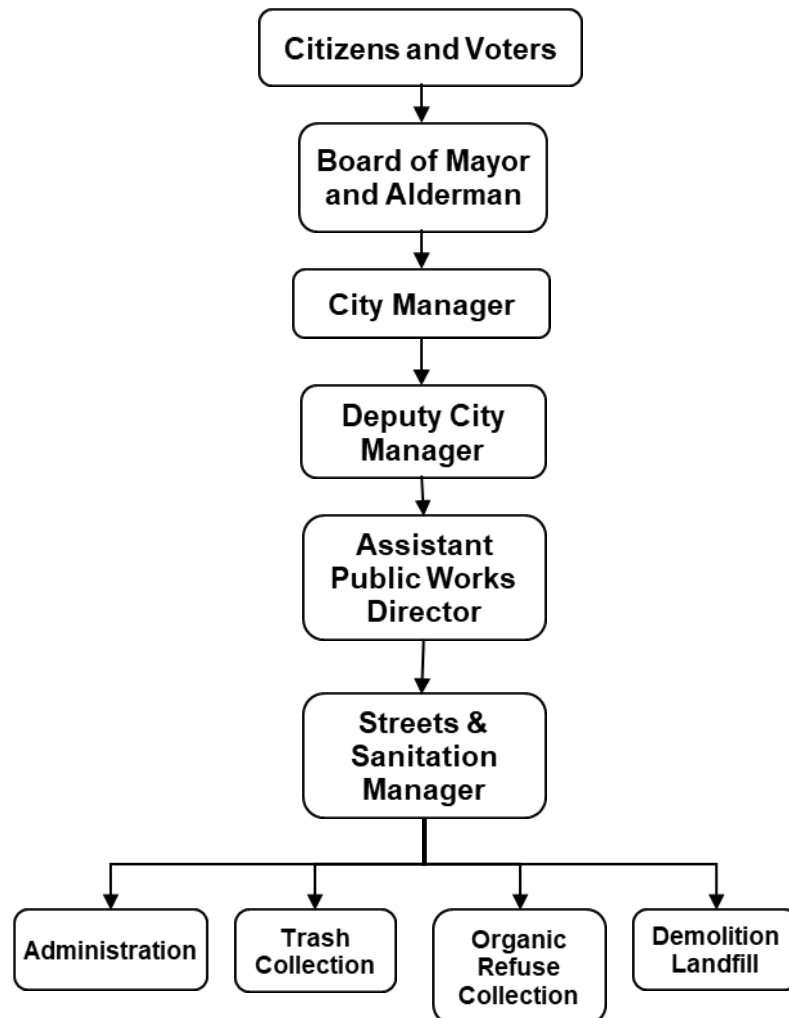 Citizens and Voters
Board of Mayor
and Alderman
City Manager
Deputy City
Manager
Assistant
Public Works
Director
Streets &
Sanitation
Manager
Administration
Trash
Collection
Organic
Refuse
Collection
Demolition
Landfill